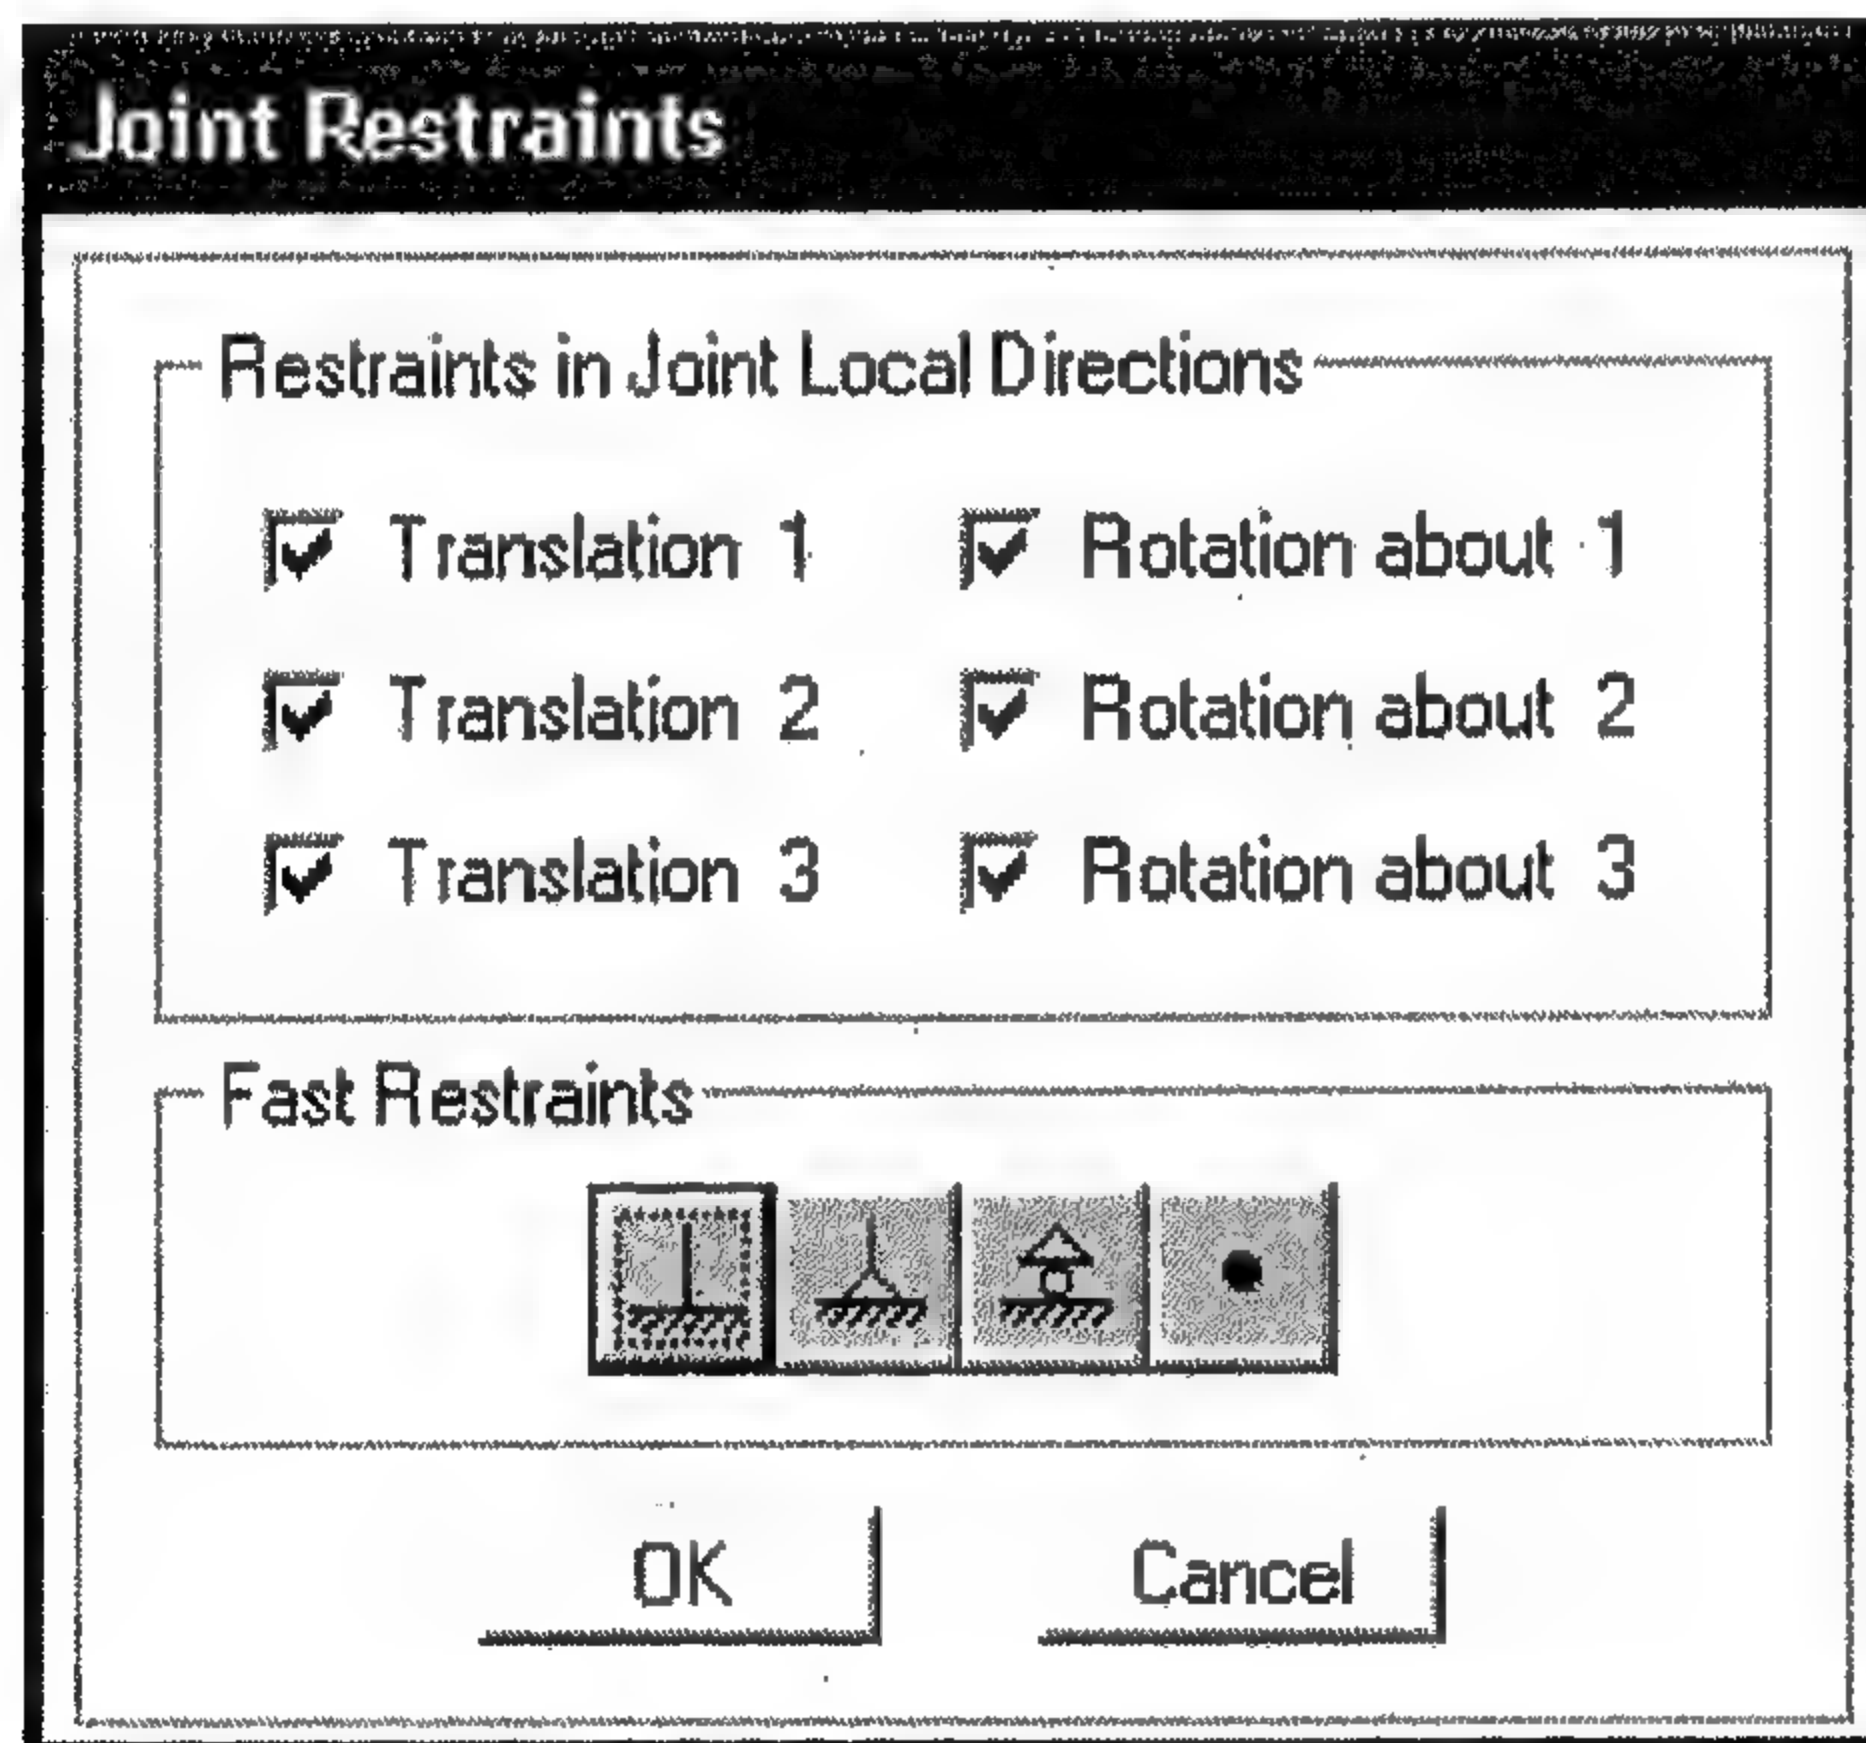 Joint Restraints
Restraints in Joint Local Directions
Translation 1 Rotation about 1
Translation 2 Rotation about 2
Translation 3 Rotation about 3
Fast Restraints
OK Cancel